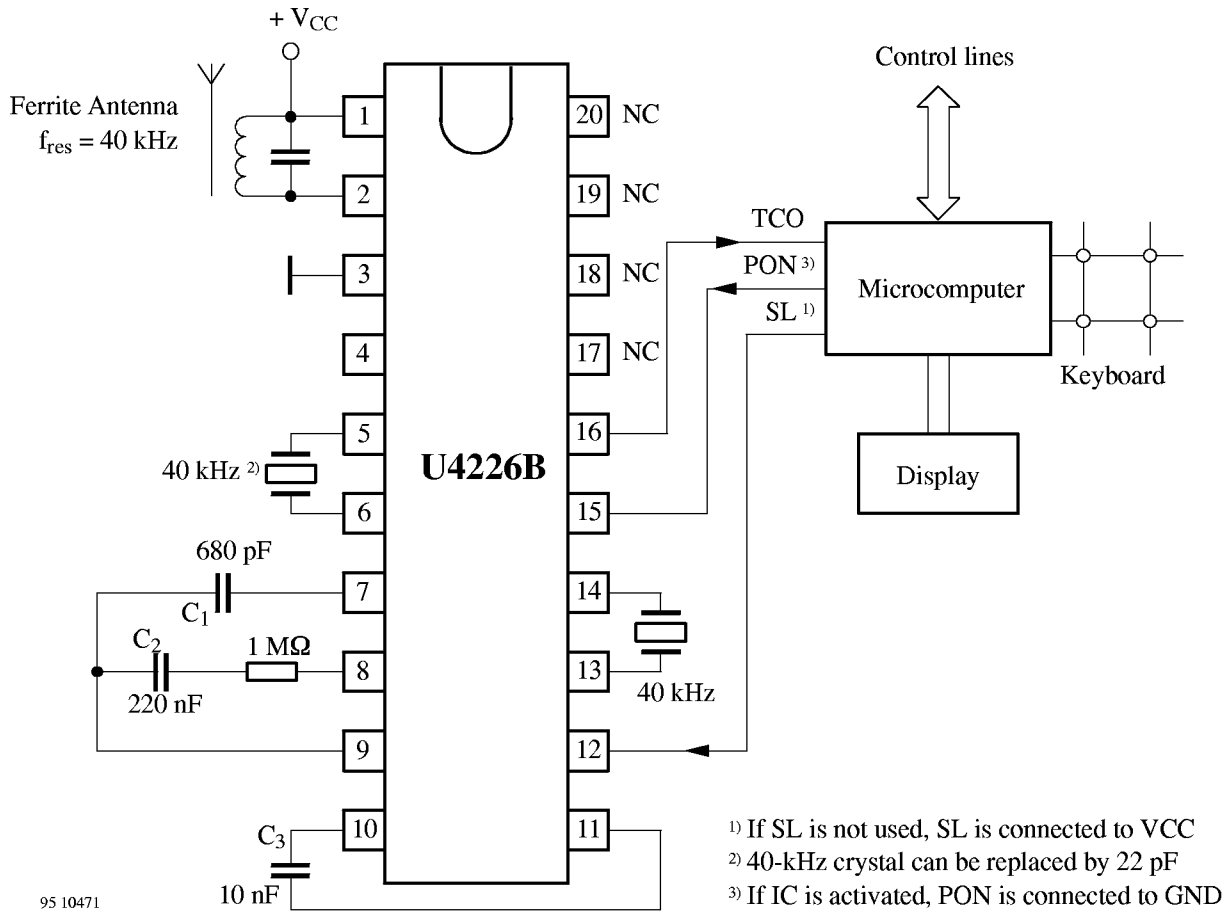 + VCC
Control lines
Ferrite Antenna
fres = 40 kHz
1
20
NC
2
19
NC
TCO
3
18
NC
PON 3)
Microcomputer
SL 1)
4
17
NC
Keyboard
5
16
40 kHz 2)
U4226B
Display
6
15
680 pF
7
14
C1
C2
1 MΩ
8
13
220 nF
40 kHz
9
12
10
11
C3
10 nF
1) If SL is not used, SL is connected to VCC
2) 40-kHz crystal can be replaced by 22 pF
3) If IC is activated, PON is connected to GND
95 10471